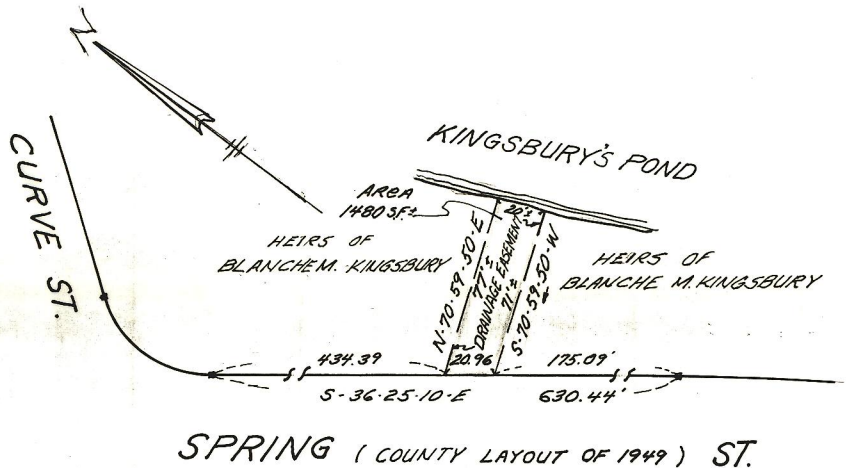 N
CURVE ST.
KINGSBURY'S POND
AREA
1480 S.F.±
20'±
HEIRS OF
BLANCHE M. KINGSBURY
N-70-59-50-E
77'±
DRAINAGE EASEMENT
71'±
S-70-59-50-W
HEIRS OF
BLANCHE M. KINGSBURY
434.39
20.96
175.09'
S-36-25-10-E
630.44'
SPRING (COUNTY LAYOUT OF 1949) ST.